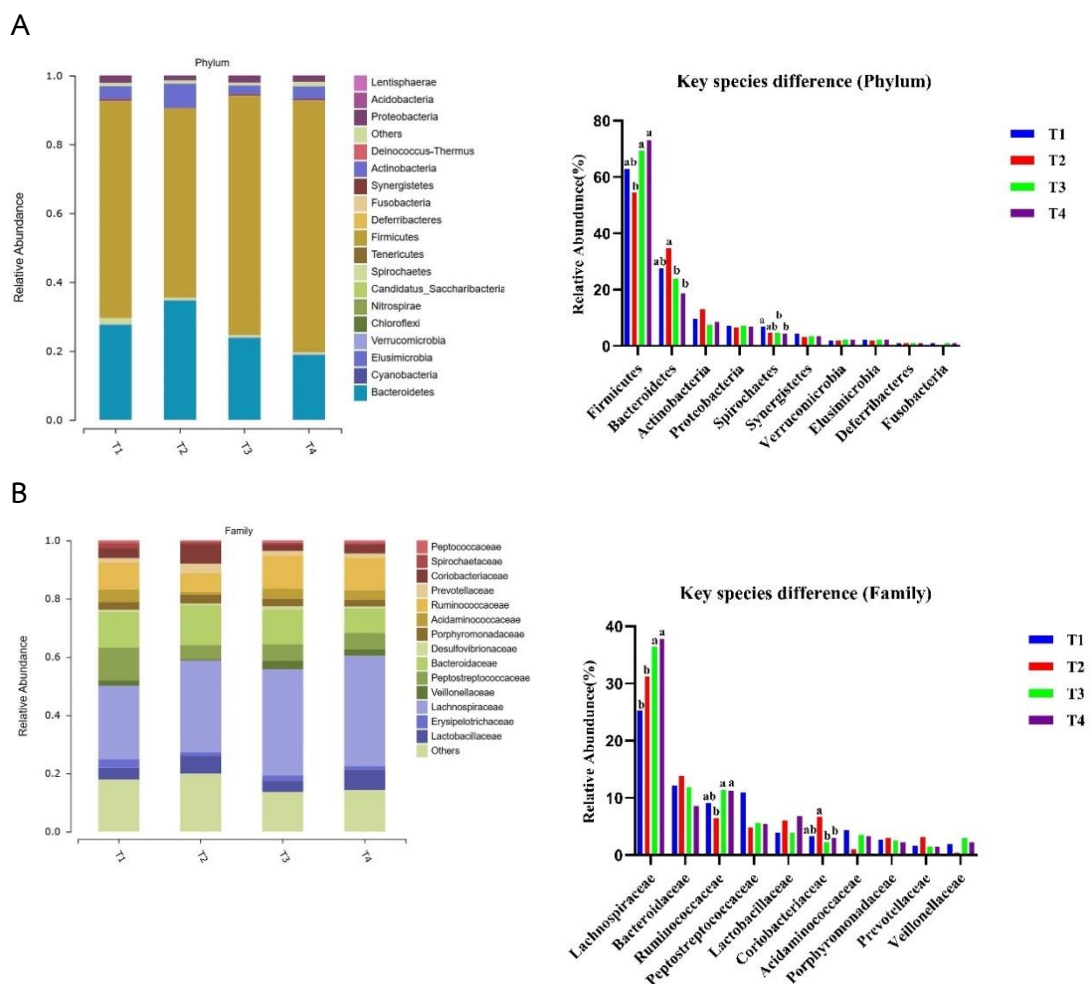 A
Phylum
1.0
0.8
0.6
0.4
0.2
0.0
Relative Abundance
T1
T2
T3
T4
Lentisphaerae
Acidobacteria
Proteobacteria
Others
Deinococcus-Thermus
Actinobacteria
Synergistetes
Fusobacteria
Deferribacteres
Firmicutes
Tenericutes
Spirochaetes
Candidatus_Saccharibacteria
Nitrospirae
Chloroflexi
Verrucomicrobia
Elusimicrobia
Cyanobacteria
Bacteroidetes
Key species difference (Phylum)
80
60
40
20
0
Relative Abundunce(%)
ab
b
a
a
ab
a
b
b
a
ab
b
b
Firmicutes
Bacteroidetes
Actinobacteria
Proteobacteria
Spirochaetes
Synergistetes
Verrucomicrobia
Elusimicrobia
Deferribacteres
Fusobacteria
T1
T2
T3
T4
B
Family
1.0
0.8
0.6
0.4
0.2
0.0
Relative Abundance
T1
T2
T3
T4
Peptococcaceae
Spirochaetaceae
Coriobacteriaceae
Prevotellaceae
Ruminococcaceae
Acidaminococcaceae
Porphyromonadaceae
Desulfovibrionaceae
Bacteroidaceae
Peptostreptococcaceae
Veillonellaceae
Lachnospiraceae
Erysipelotrichaceae
Lactobacillaceae
Others
Key species difference (Family)
40
30
20
10
0
Relative Abundance(%)
b
b
a
a
ab
b
a
a
ab
a
b
b
Lachnospiraceae
Bacteroidaceae
Ruminococcaceae
Peptostreptococcaceae
Lactobacillaceae
Coriobacteriaceae
Acidaminococcaceae
Porphyromonadaceae
Prevotellaceae
Veillonellaceae
T1
T2
T3
T4